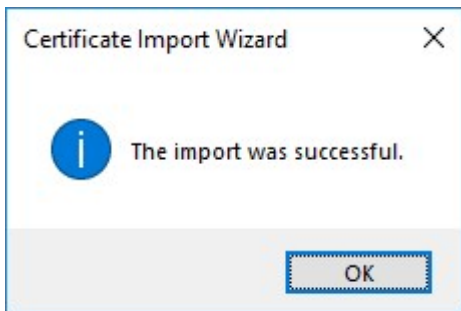 Certificate Import Wizard
The import was successful.
OK